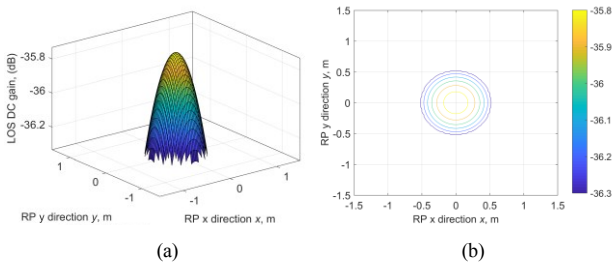 -35.8
-36
-36.2
LOS DC gain, (dB)
1
0
-1
RP y direction y, m
-1
0
1
RP x direction x, m
(a)
1.5
1
0.5
0
-0.5
-1
-1.5
RP y direction y, m
-1.5 -1 -0.5 0 0.5 1 1.5
RP x direction x, m
-35.8
-35.9
-36
-36.1
-36.2
-36.3
(b)